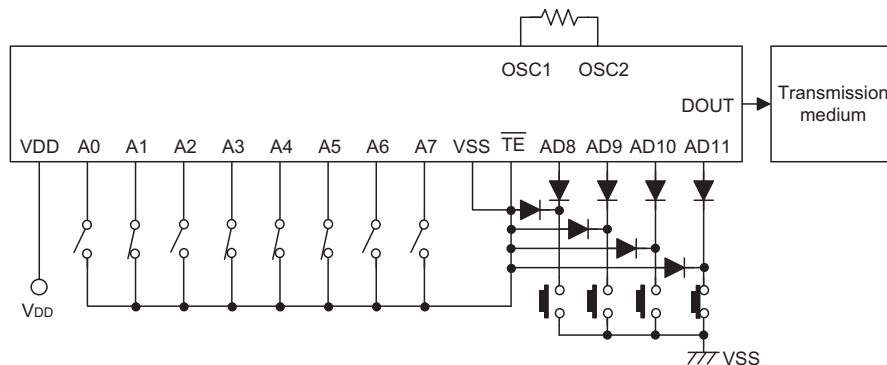 OSC1 OSC2
DOUT
Transmission
medium
VDD A0 A1 A2 A3 A4 A5 A6 A7 VSS TE AD8 AD9 AD10 AD11
VDD
VSS